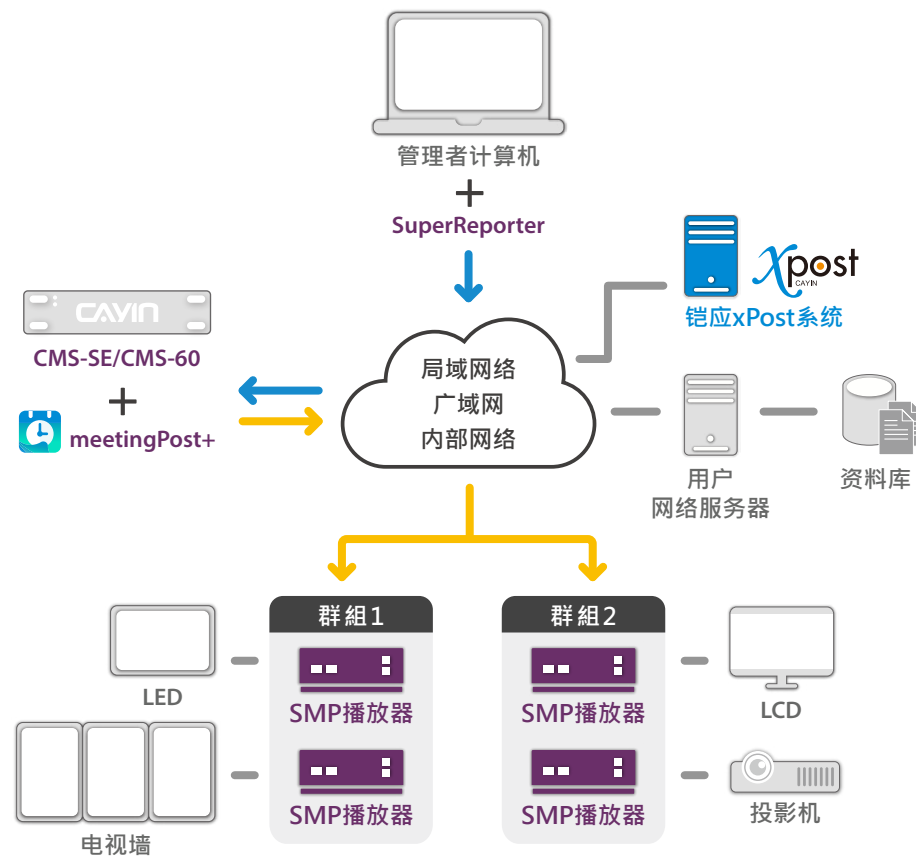 管理者计算机
+
SuperReporter
Xpost
CAYIN
铠应xPost系统
CAYIN
CMS-SE/CMS-60
+
meetingPost+
局域网络
广域网
内部网络
用户
网络服务器
资料库
群組1
SMP播放器
SMP播放器
群組2
SMP播放器
SMP播放器
LED
电视墙
LCD
投影机